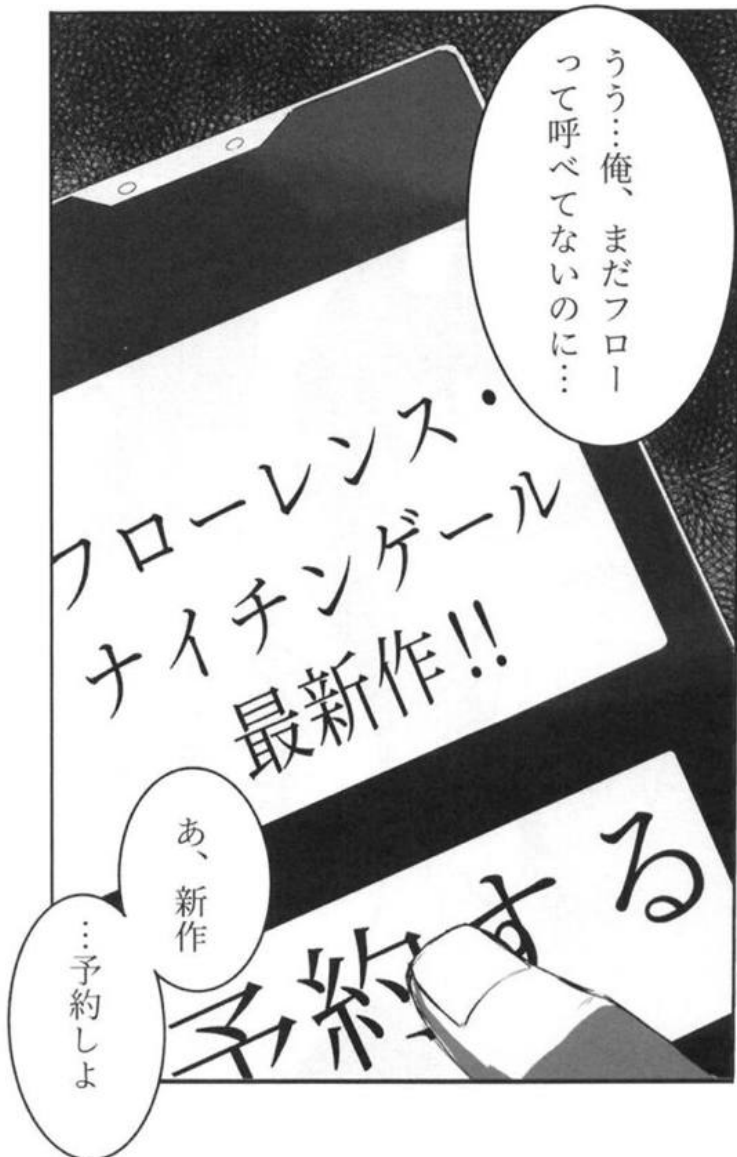 うう…俺、まだフロー
って呼べてないのに…
フローレンス・
ナイチンゲール
最新作!!
あ、新作
…予約しよ
予約する